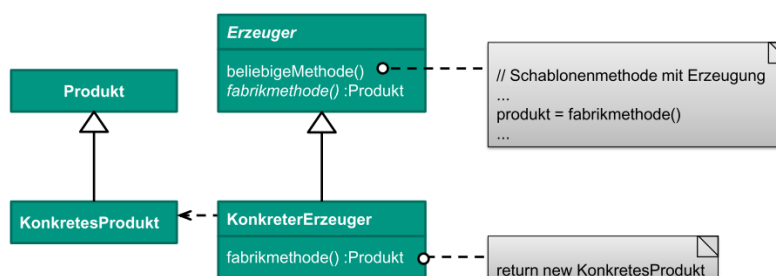 Erzeuger
beliebigeMethode()
fabrikmethode() :Produkt
// Schablonenmethode mit Erzeugung
...
produkt = fabrikmethode()
...
Produkt
KonkretesProdukt
KonkreterErzeuger
fabrikmethode() :Produkt
return new KonkretesProdukt